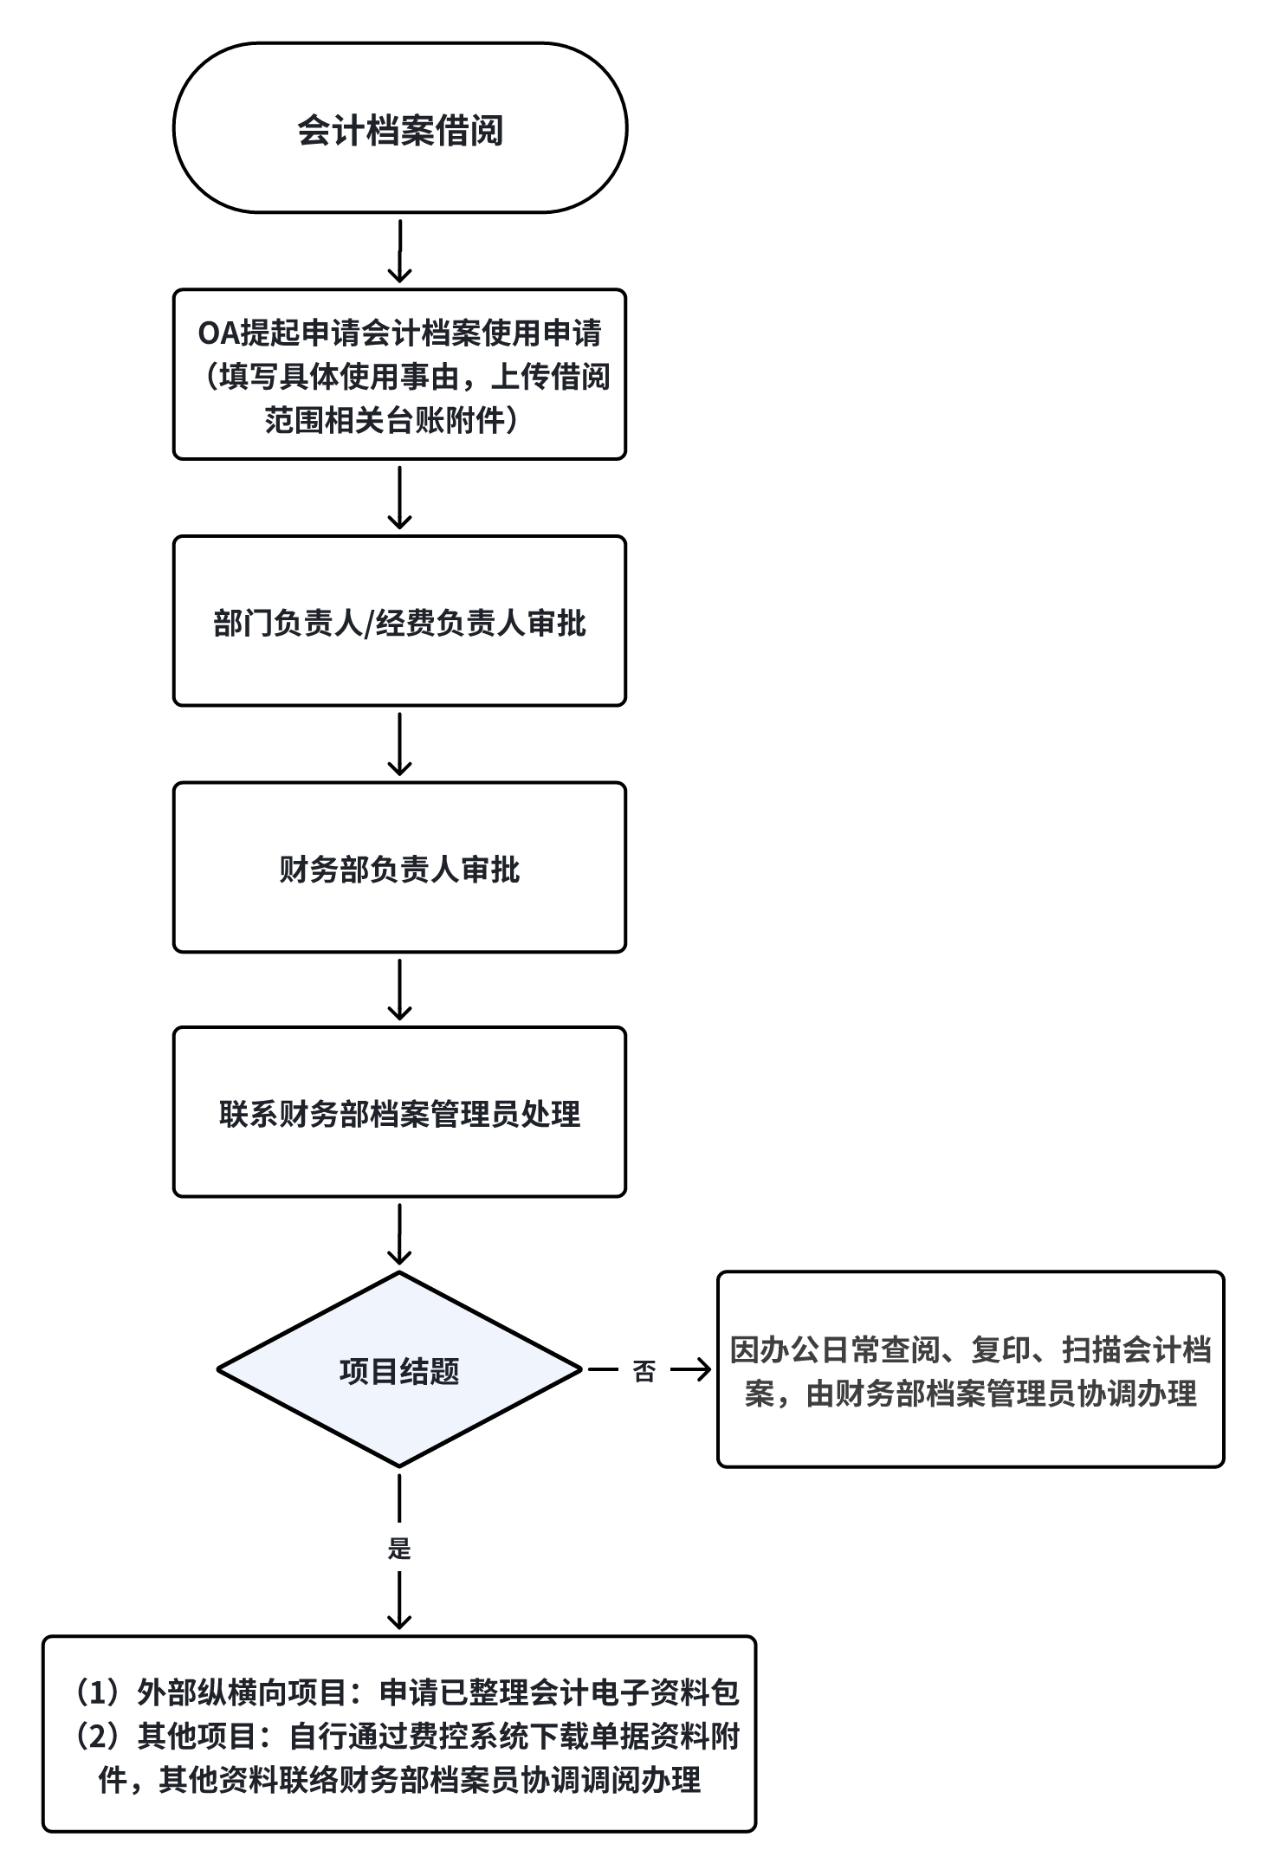 会计档案借阅
OA提起申请会计档案使用申请
（填写具体使用事由，上传借阅
范围相关台账附件）
部门负责人/经费负责人审批
财务部负责人审批
联系财务部档案管理员处理
项目结题
否
因办公日常查阅、复印、扫描会计档
案，由财务部档案管理员协调办理
是
（1）外部纵横向项目：申请已整理会计电子资料包
（2）其他项目：自行通过费控系统下载单据资料附
件，其他资料联络财务部档案员协调调阅办理